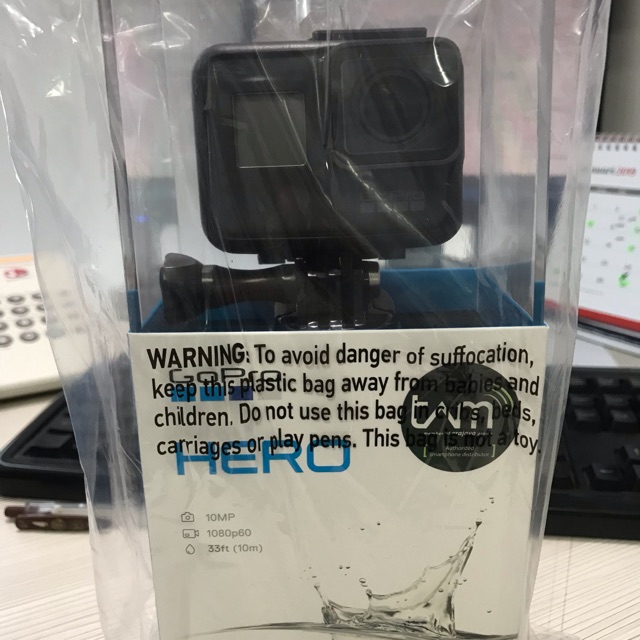 WARNING: To avoid danger of suffocation,
keep this plastic bag away from babies and
children. Do not use this bag in cribs, beds,
carriages or play pens. This bag is not a toy.
GoPro
HERO
tam
Authorized
10MP
1080p60
33ft (10m)